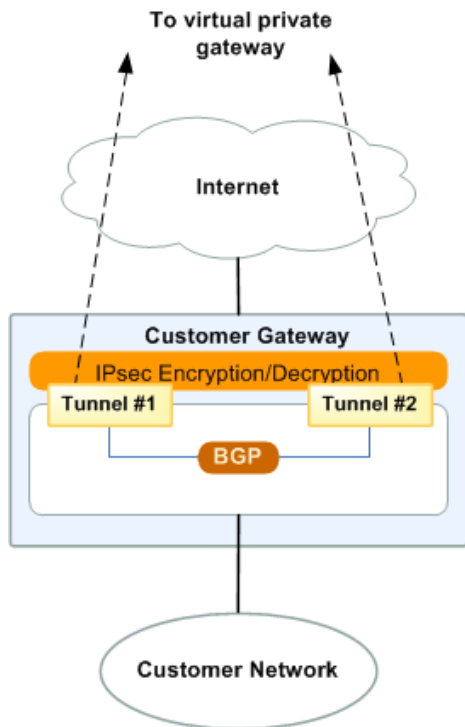 To virtual private
gateway
Internet
Customer Gateway
IPsec Encryption/Decryption
Tunnel #1
Tunnel #2
BGP
Customer Network